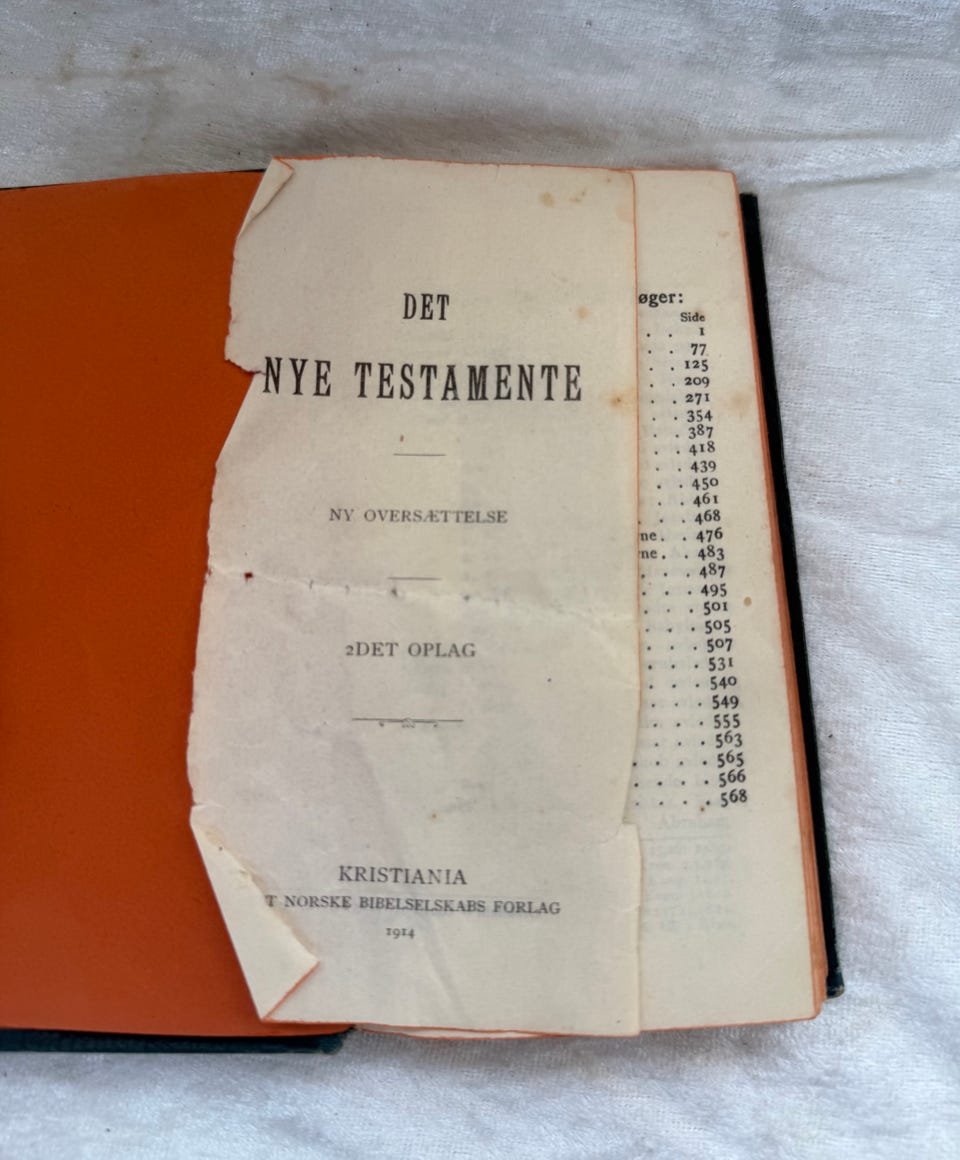 DET
NYE TESTAMENTE
NY OVERSÆTTELSE
2DET OPLAG
KRISTIANIA
T NORSKE BIBELSELSKABS FORLAG
1914
øger:
Side
. . 1
. . 77
. . 125
. . 209
. . 271
. . 354
. . 387
. . 418
. . 439
. . 450
. . 461
. . 468
ne. . 476
ne. . 483
. . . 487
. . . 495
. . . 501
. . . 505
. . . 507
. . . 531
. . . 540
. . . 549
. . . 555
. . . 563
. . . . 565
. . . . 566
. . . . 568